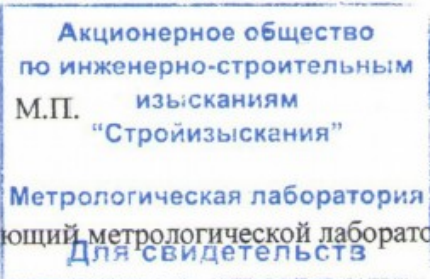 Акционерное общество
по инженерно-строительным
изысканиям
М.П.
"Стройизыскания"
Метрологическая лаборатория
ющий метрологической лаборато
Для свидетельств